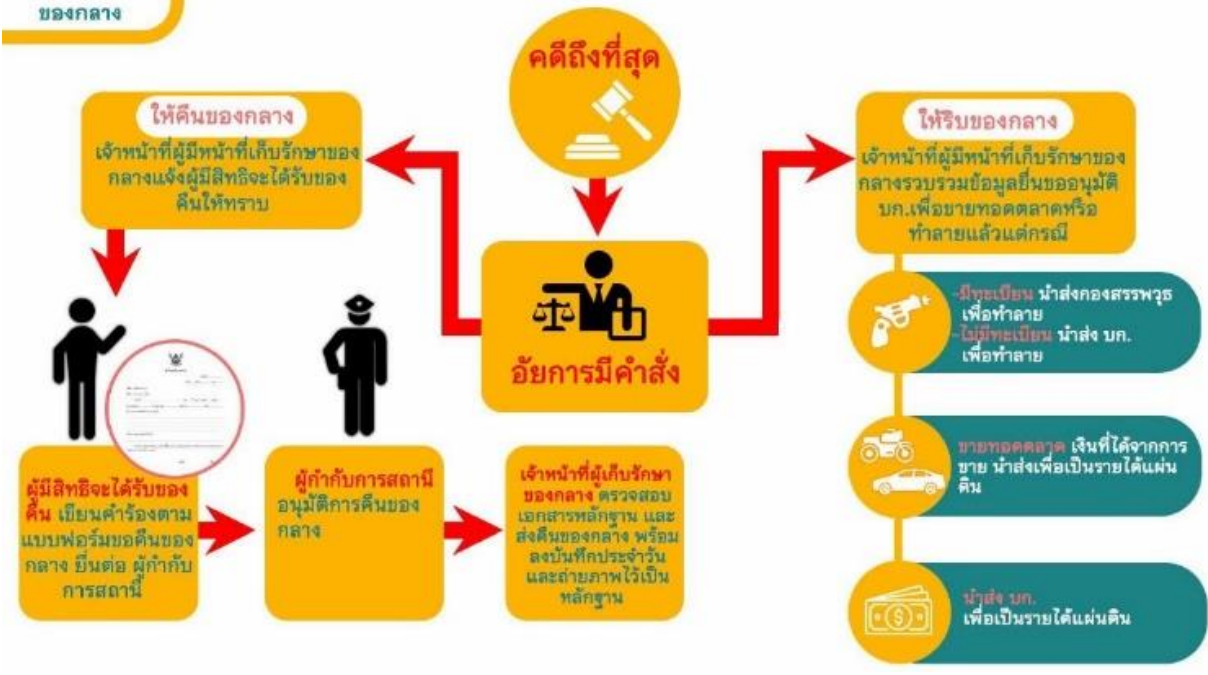 ของกลาง
คดีถึงที่สุด
ให้คืนของกลาง
เจ้าหน้าที่ผู้มีหน้าที่เก็บรักษาของ
กลางแจ้งผู้มีสิทธิจะได้รับของ
คืนให้ทราบ
ให้ริบของกลาง
เจ้าหน้าที่ผู้มีหน้าที่เก็บรักษาของ
กลางรวบรวมข้อมูลยื่นขออนุมัติ
บก.เพื่อขายทอดตลาดหรือ
ทำลายแล้วแต่กรณี
อัยการมีคำสั่ง
-มีทะเบียน นำส่งกองสรรพวุธ
เพื่อทำลาย
-ไม่มีทะเบียน นำส่ง บก.
เพื่อทำลาย
ขายทอดตลาด เงินที่ได้จากการ
ขาย นำส่งเพื่อเป็นรายได้แผ่น
ดิน
นำส่ง บก.
เพื่อเป็นรายได้แผ่นดิน
ผู้มีสิทธิจะได้รับของ
คืน เขียนคำร้องตาม
แบบฟอร์มขอคืนของ
กลาง ยื่นต่อ ผู้กำกับ
การสถานี
ผู้กำกับการสถานี
อนุมัติการคืนของ
กลาง
เจ้าหน้าที่ผู้เก็บรักษา
ของกลาง ตรวจสอบ
เอกสารหลักฐาน และ
ส่งคืนของกลาง พร้อม
ลงบันทึกประจำวัน
และถ่ายภาพไว้เป็น
หลักฐาน